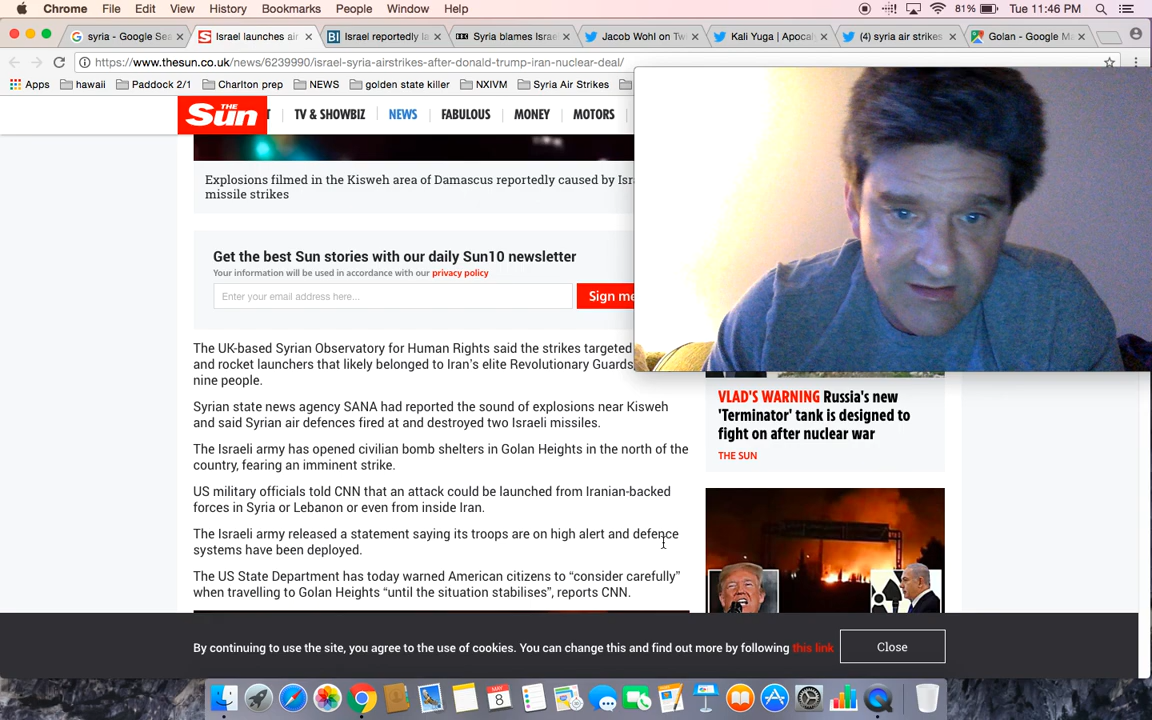 Chrome File Edit View History Bookmarks People Window Help 81% Tue 11:46 PM
syria - Google Sea Israel launches air Israel reportedly la Syria blames Israe Jacob Wohl on Tw Kali Yuga | Apocal (4) syria air strikes Golan - Google Ma
https://www.thesun.co.uk/news/6239990/israel-syria-airstrikes-after-donald-trump-iran-nuclear-deal/
Apps hawaii Paddock 2/1 Charlton prep NEWS golden state killer NXIVM Syria Air Strikes
THE Sun TV & SHOWBIZ NEWS FABULOUS MONEY MOTORS
Explosions filmed in the Kisweh area of Damascus reportedly caused by Isra
missile strikes
Get the best Sun stories with our daily Sun10 newsletter
Your information will be used in accordance with our privacy policy
Enter your email address here... Sign me
The UK-based Syrian Observatory for Human Rights said the strikes targeted
and rocket launchers that likely belonged to Iran's elite Revolutionary Guards
nine people.
Syrian state news agency SANA had reported the sound of explosions near Kisweh
and said Syrian air defences fired at and destroyed two Israeli missiles.
The Israeli army has opened civilian bomb shelters in Golan Heights in the north of the
country, fearing an imminent strike.
US military officials told CNN that an attack could be launched from Iranian-backed
forces in Syria or Lebanon or even from inside Iran.
The Israeli army released a statement saying its troops are on high alert and defence
systems have been deployed.
The US State Department has today warned American citizens to “consider carefully”
when travelling to Golan Heights “until the situation stabilises”, reports CNN.
VLAD'S WARNING Russia's new
'Terminator' tank is designed to
fight on after nuclear war
THE SUN
By continuing to use the site, you agree to the use of cookies. You can change this and find out more by following this link Close
MAY
8